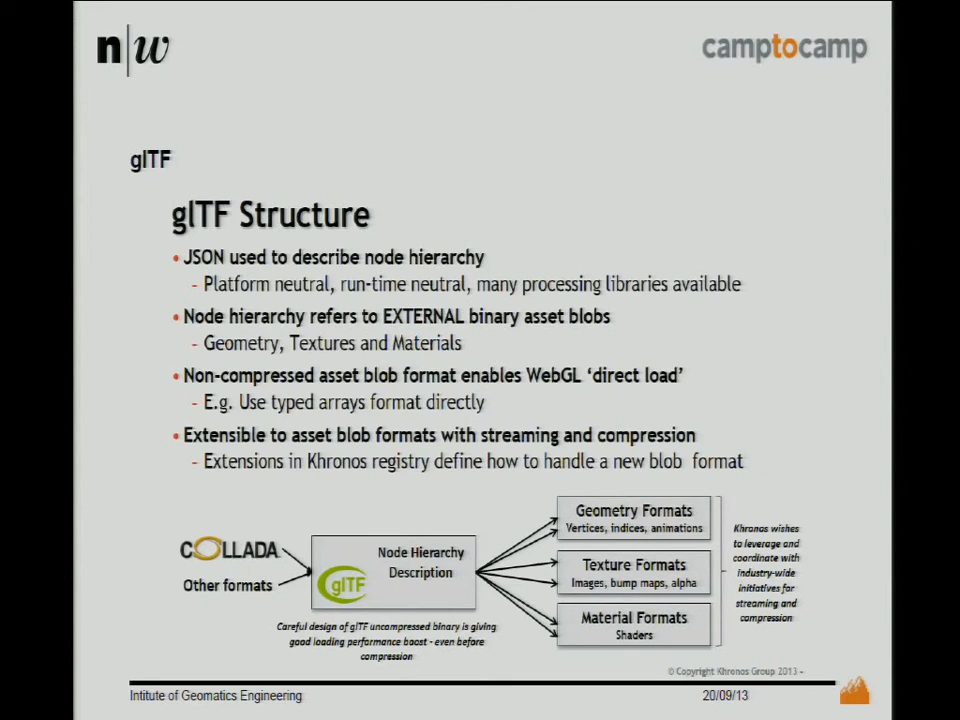 n|w
camptocamp
glTF
glTF Structure
• JSON used to describe node hierarchy
- Platform neutral, run-time neutral, many processing libraries available
• Node hierarchy refers to EXTERNAL binary asset blobs
- Geometry, Textures and Materials
• Non-compressed asset blob format enables WebGL ‘direct load’
- E.g. Use typed arrays format directly
• Extensible to asset blob formats with streaming and compression
- Extensions in Khronos registry define how to handle a new blob format
COLLADA
Other formats
Node Hierarchy
Description
glTF
Careful design of glTF uncompressed binary is giving
good loading performance boost - even before
compression
Geometry Formats
Vertices, indices, animations
Texture Formats
Images, bump maps, alpha
Material Formats
Shaders
Khronos wishes
to leverage and
coordinate with
industry-wide
initiatives for
streaming and
compression
© Copyright Khronos Group 2013 –
Intitute of Geomatics Engineering
20/09/13